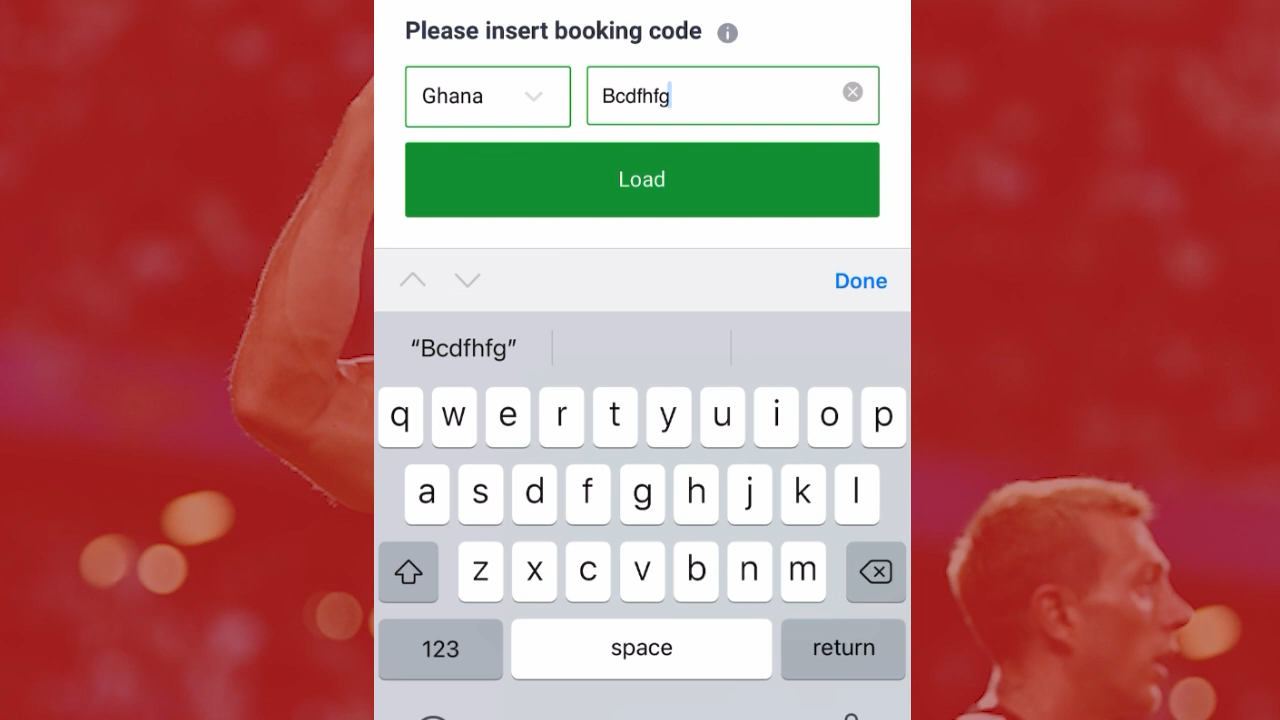 Please insert booking code
Ghana
Bcdfhfg
Load
Done
“Bcdfhfg”
q w e r t y u i o p
a s d f g h j k l
z x c v b n m
123 space return